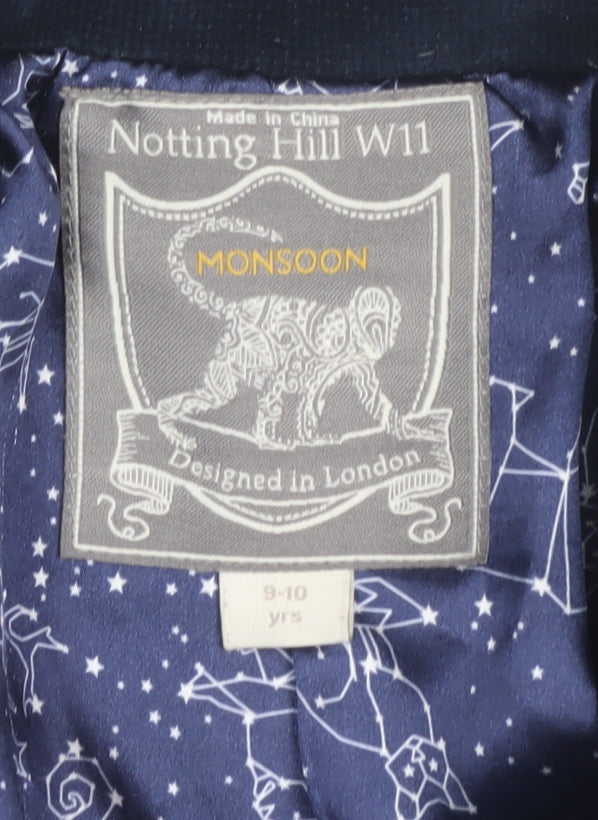 Made in China
Notting Hill W11
MONSOON
Designed in London
9-10
yrs